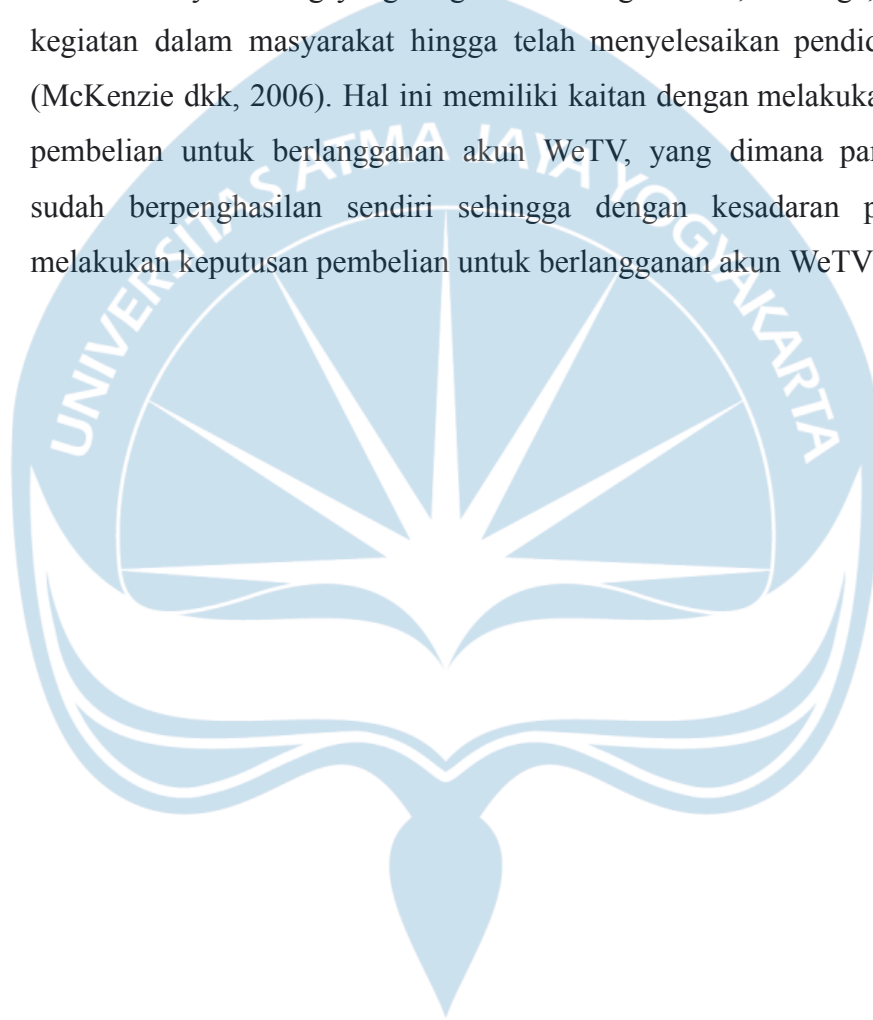 kegiatan dalam masyarakat hingga telah menyelesaikan
(McKenzie dkk, 2006). Hal ini memiliki kaitan dengan
pembelian untuk berlangganan akun WeTV, yang dimana
sudah berpenghasilan sendiri sehingga dengan kesadaran
melakukan keputusan pembelian untuk berlangganan akun WeTV
UNIVERSITAS ATMA JAYA YOGYAKARTA